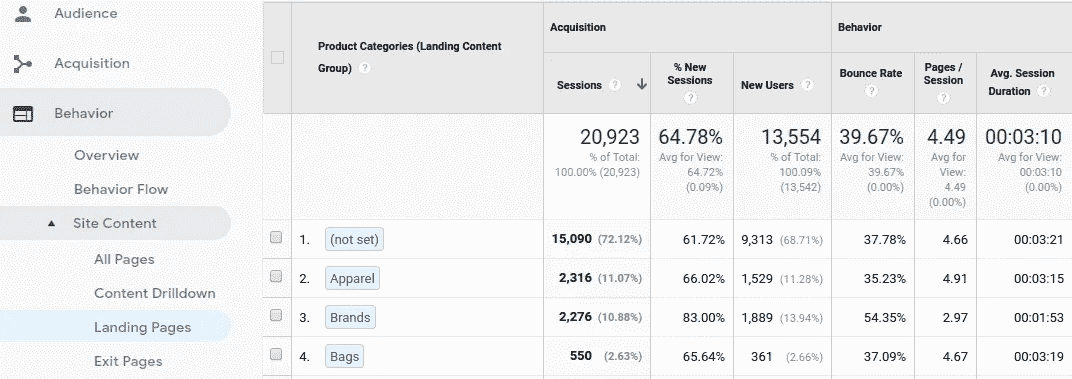 Audience
Acquisition
Behavior
Overview
Behavior Flow
Site Content
All Pages
Content Drilldown
Landing Pages
Exit Pages
Product Categories (Landing Content
Group) ?
Acquisition
Behavior
Sessions ?
% New
Sessions
?
New Users ?
Bounce Rate
?
Pages /
Session
?
Avg. Session
Duration ?
20,923
% of Total:
100.00% (20,923)
64.78%
Avg for View:
64.72%
(0.09%)
13,554
% of Total:
100.09%
(13,542)
39.67%
Avg for View:
39.67%
(0.00%)
4.49
Avg for
View:
4.49
(0.00%)
00:03:10
Avg for View:
00:03:10
(0.00%)
1. (not set) 15,090 (72.12%) 61.72% 9,313 (68.71%) 37.78% 4.66 00:03:21
2. Apparel 2,316 (11.07%) 66.02% 1,529 (11.28%) 35.23% 4.91 00:03:15
3. Brands 2,276 (10.88%) 83.00% 1,889 (13.94%) 54.35% 2.97 00:01:53
4. Bags 550 (2.63%) 65.64% 361 (2.66%) 37.09% 4.67 00:03:19